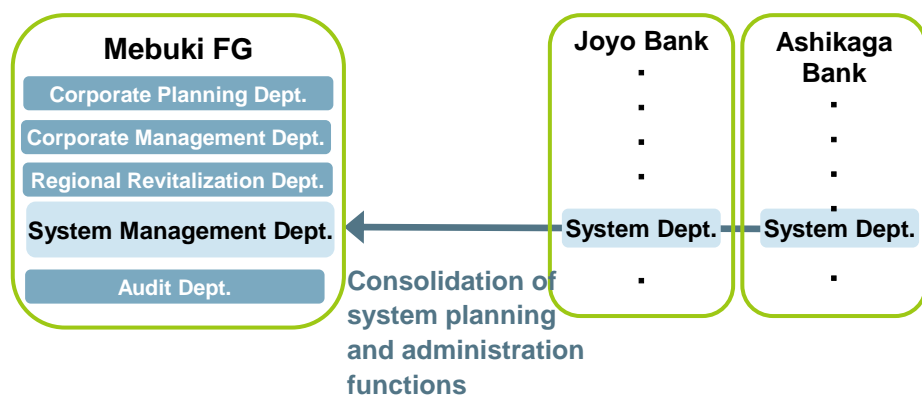 Mebuki FG
Corporate Planning Dept.
Corporate Management Dept.
Regional Revitalization Dept.
System Management Dept.
Audit Dept.
Consolidation of
system planning
and administration
functions
Joyo Bank
System Dept.
Ashikaga
Bank
System Dept.